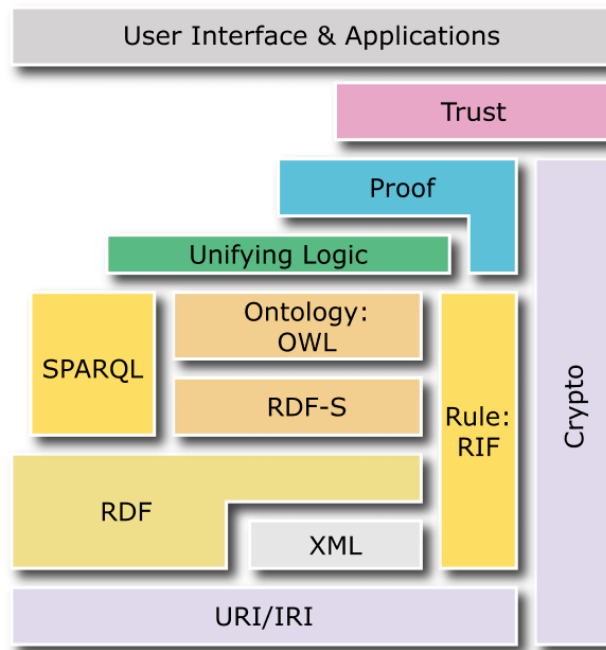 User Interface & Applications
Trust
Proof
Unifying Logic
Ontology:
OWL
SPARQL
RDF-S
Rule:
RIF
Crypto
RDF
XML
URI/IRI